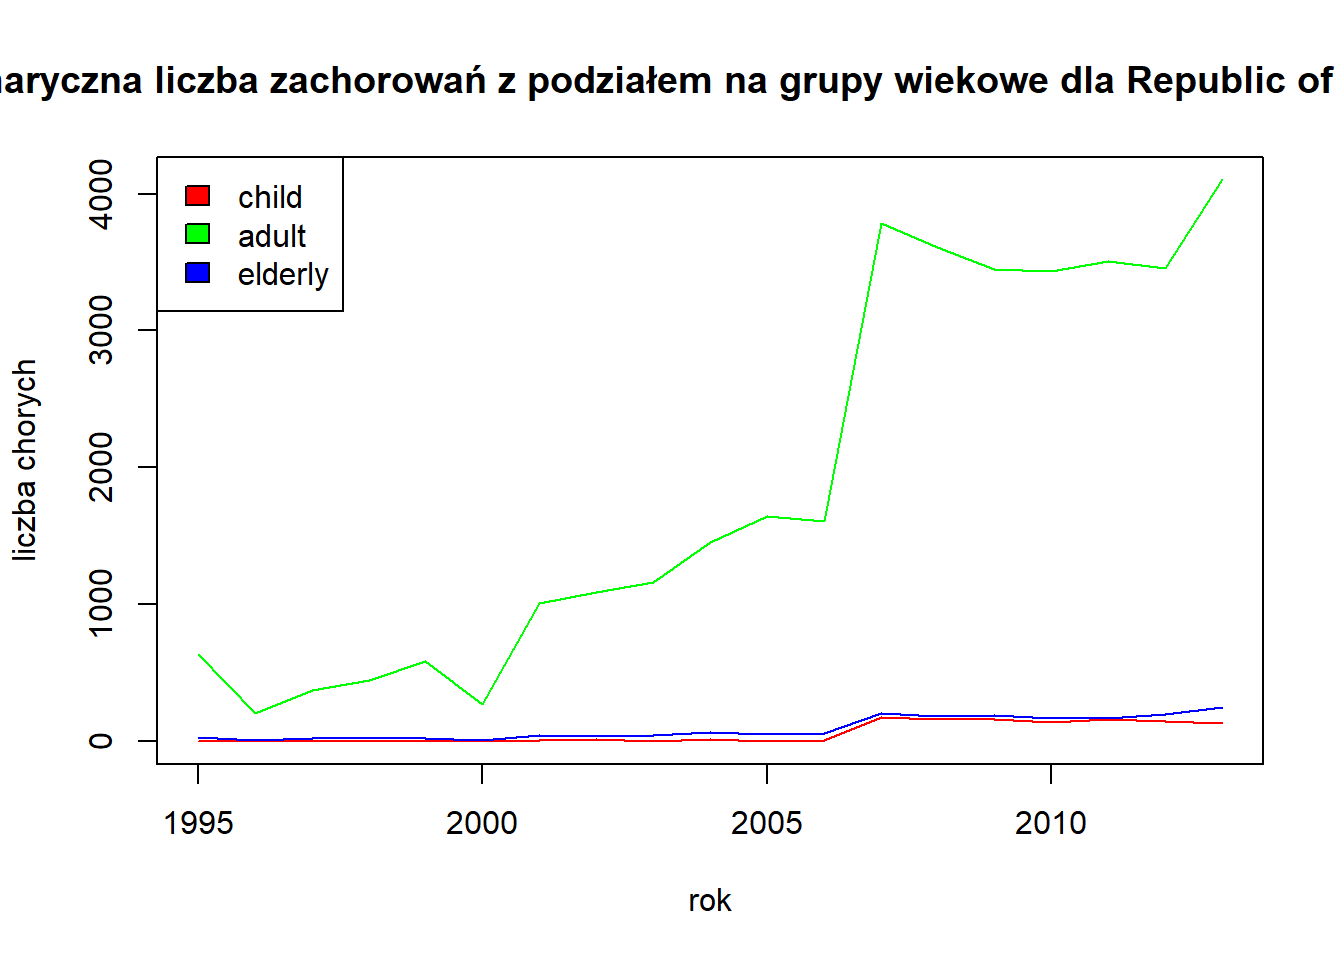 naryczna liczba zachorowań z podziałem na grupy wiekowe dla Republic of
child
adult
elderly
liczba chorych
4000
3000
2000
1000
0
1995 2000 2005 2010
rok